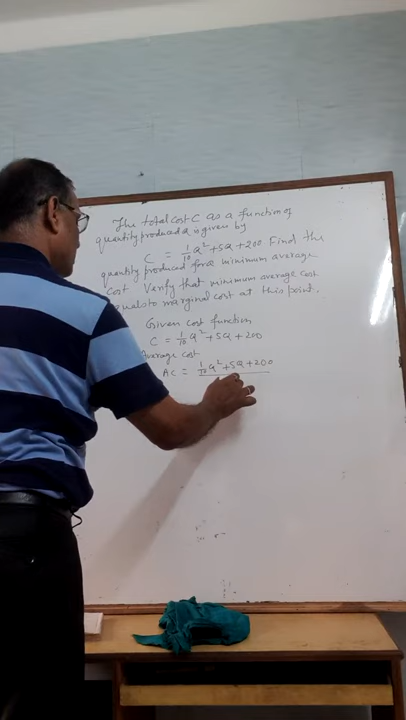 The total cost C as a function of
quantity produced Q is given by
C = 1/10 Q² + 5Q + 200 Find the
quantity produced for a minimum average
cost. Verify that minimum average cost
equals to marginal cost at this point.
Given cost function
C = 1/10 Q² + 5Q + 200
Average cost
AC = 1/10 Q² + 5Q + 200